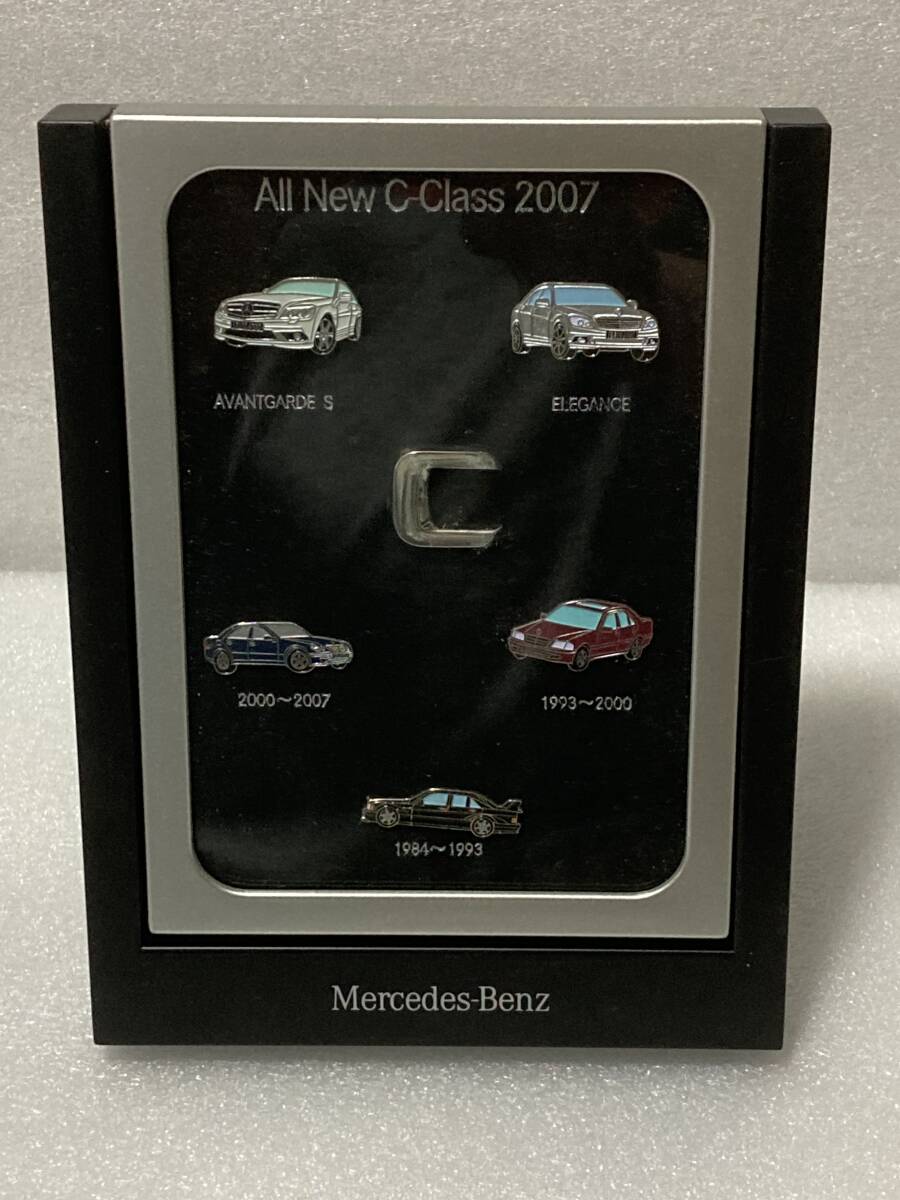 All New C-Class 2007
AVANTGARDE S
ELEGANCE
C
2000～2007
1993～2000
1984～1993
Mercedes-Benz